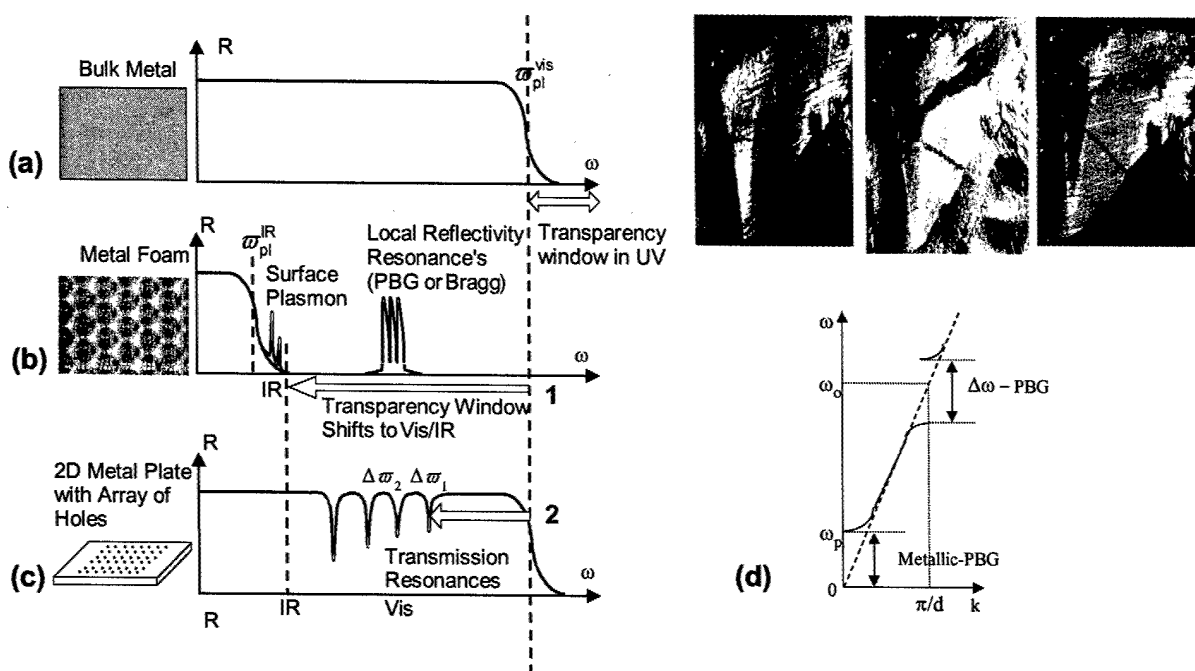 R
Bulk Metal
ϖ_pl^vis
(a)
ω
R
Metal Foam
ϖ_pl^IR
Surface
Plasmon
Local Reflectivity
Resonance's
(PBG or Bragg)
Transparency
window in UV
(b)
ω
IR
1
Transparency Window
Shifts to Vis/IR
R
2D Metal Plate
with Array of
Holes
Δϖ₂ Δϖ₁
2
(c)
Transmission
Resonances
ω
R
IR
Vis
ω
ω_o
Δω – PBG
ω_p
Metallic-PBG
(d)
0
π/d
k